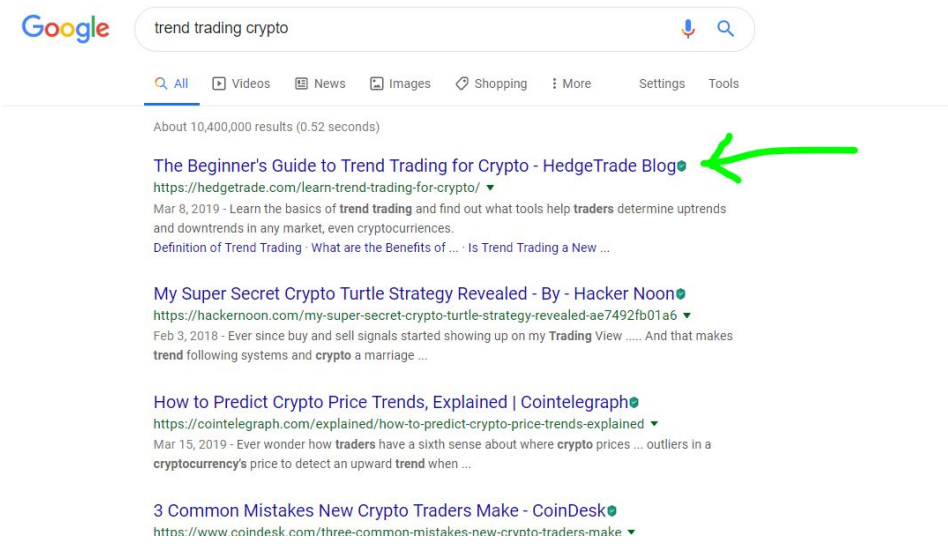 Google
trend trading crypto
All Videos News Images Shopping More Settings Tools
About 10,400,000 results (0.52 seconds)
The Beginner's Guide to Trend Trading for Crypto - HedgeTrade Blog
https://hedgetrade.com/learn-trend-trading-for-crypto/
Mar 8, 2019 - Learn the basics of trend trading and find out what tools help traders determine uptrends
and downtrends in any market, even cryptocurriences.
Definition of Trend Trading · What are the Benefits of ... · Is Trend Trading a New ...
My Super Secret Crypto Turtle Strategy Revealed - By - Hacker Noon
https://hackernoon.com/my-super-secret-crypto-turtle-strategy-revealed-ae7492fb01a6
Feb 3, 2018 - Ever since buy and sell signals started showing up on my Trading View ..... And that makes
trend following systems and crypto a marriage ...
How to Predict Crypto Price Trends, Explained | Cointelegraph
https://cointelegraph.com/explained/how-to-predict-crypto-price-trends-explained
Mar 15, 2019 - Ever wonder how traders have a sixth sense about where crypto prices ... outliers in a
cryptocurrency's price to detect an upward trend when ...
3 Common Mistakes New Crypto Traders Make - CoinDesk
https://www.coindesk.com/three-common-mistakes-new-crypto-traders-make